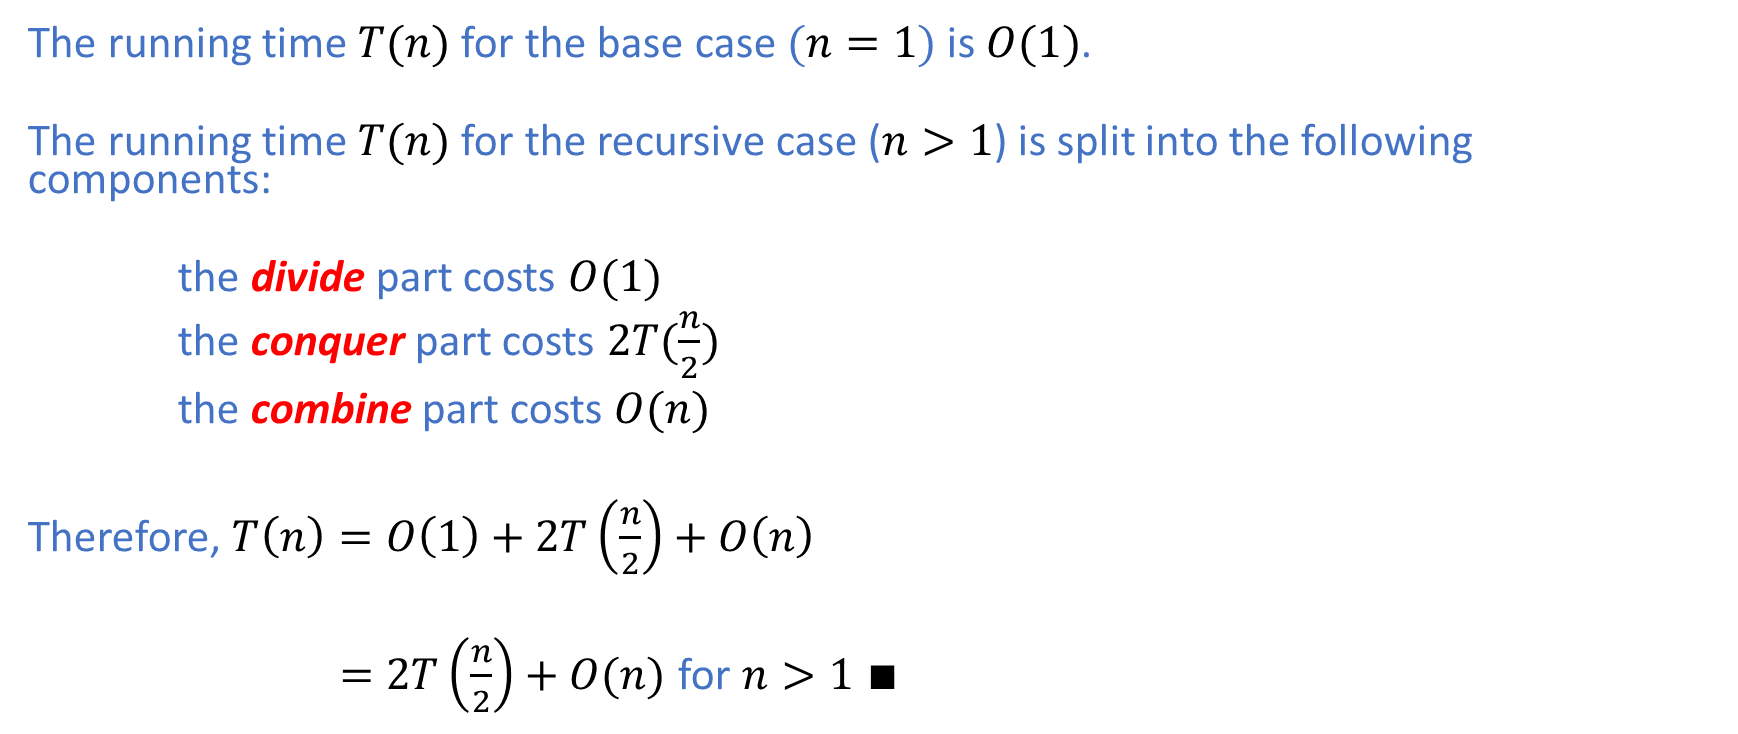 The running time T(n) for the base case (n = 1) is O(1).
The running time T(n) for the recursive case (n > 1) is split into the following
components:
the divide part costs O(1)
the conquer part costs 2T(n/2)
the combine part costs O(n)
Therefore, T(n) = O(1) + 2T(n/2) + O(n)
= 2T(n/2) + O(n) for n > 1 ■